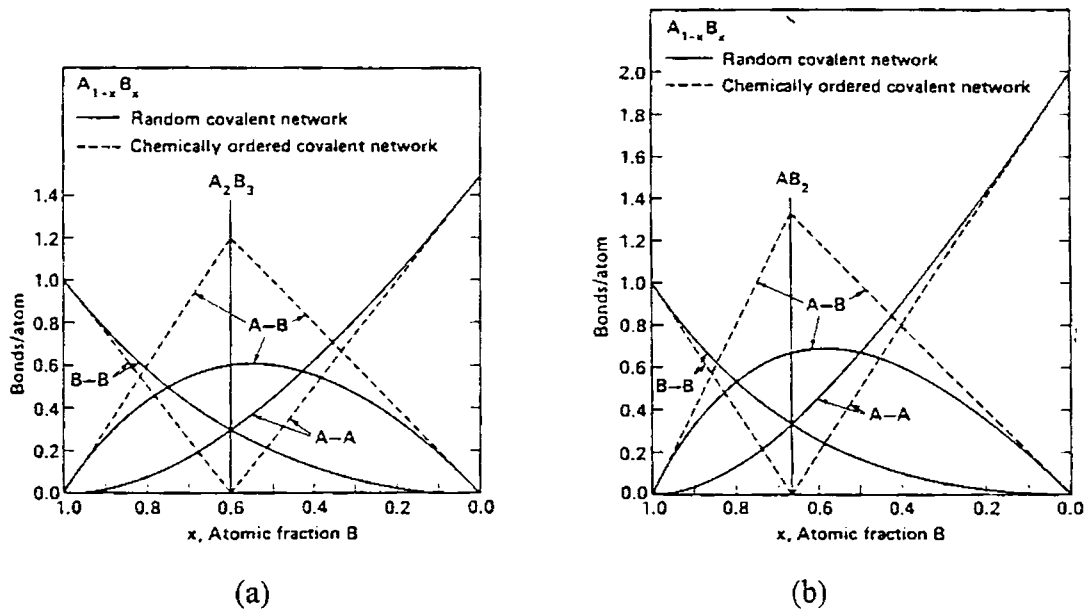 A₁₋ₓBₓ
Random covalent network
Chemically ordered covalent network
A₂B₃
1.4
1.2
1.0
0.8
0.6
0.4
0.2
0.0
Bonds/atom
A–B
B–B
A–A
1.0 0.8 0.6 0.4 0.2 0.0
x, Atomic fraction B
(a)
A₁₋ₓBₓ
Random covalent network
Chemically ordered covalent network
AB₂
2.0
1.8
1.6
1.4
1.2
1.0
0.8
0.6
0.4
0.2
0.0
Bonds/atom
A–B
B–B
A–A
1.0 0.8 0.6 0.4 0.2 0.0
x, Atomic fraction B
(b)